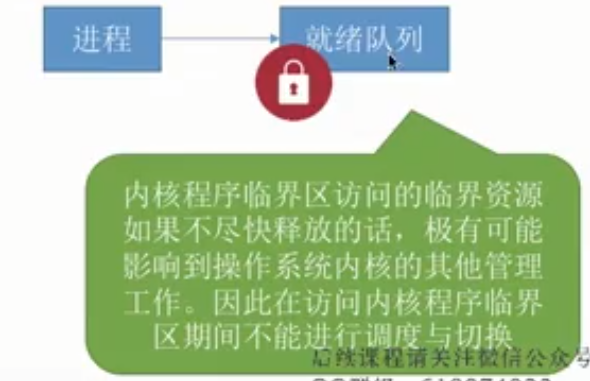 进程
就绪队列
内核程序临界区访问的临界资源
如果不尽快释放的话，极有可能
影响到操作系统内核的其他管理
工作。因此在访问内核程序临界
区期间不能进行调度与切换
后续课程请关注微信公众号